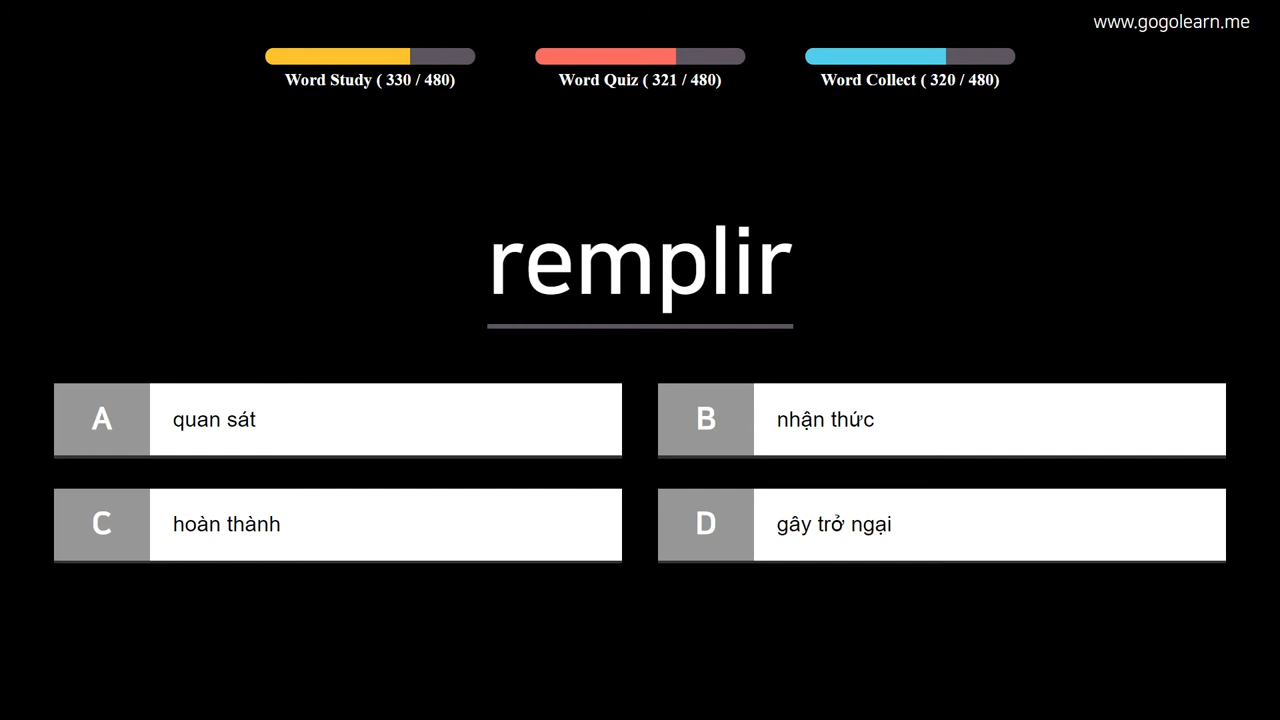 www.gogolearn.me
Word Study ( 330 / 480)
Word Quiz ( 321 / 480)
Word Collect ( 320 / 480)
remplir
A
quan sát
B
nhận thức
C
hoàn thành
D
gây trở ngại